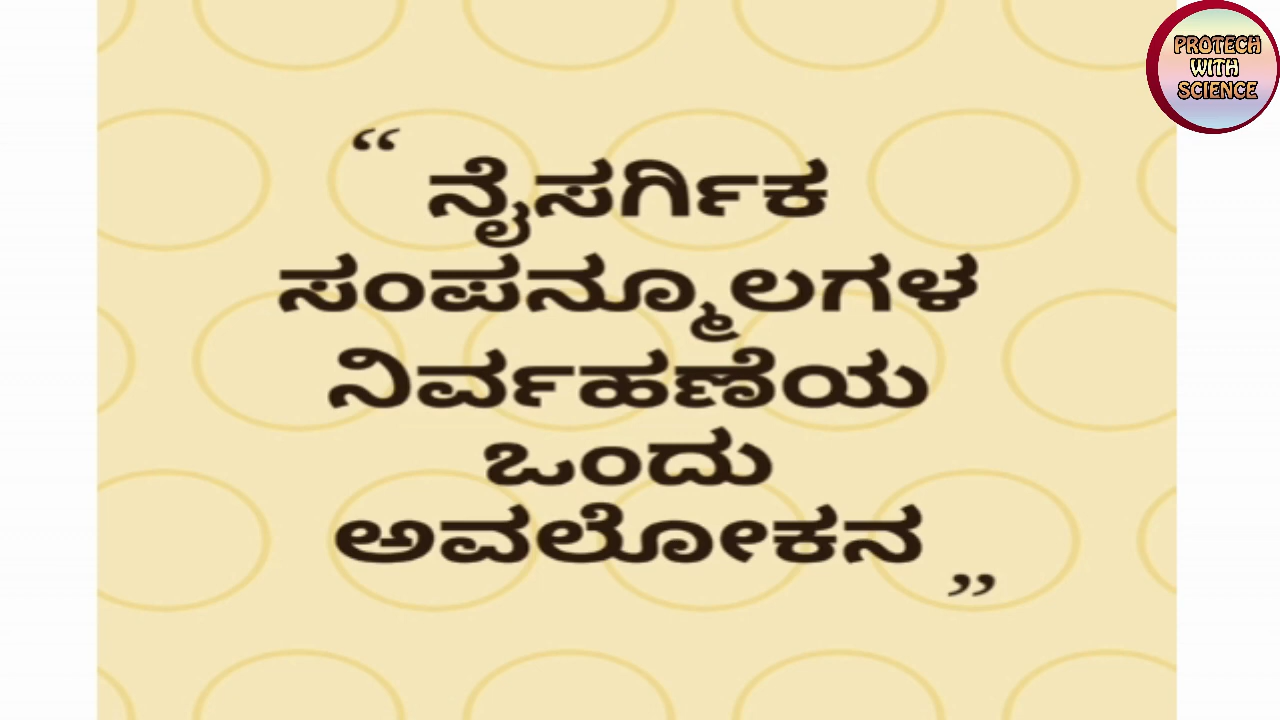 PROTECH
WITH
SCIENCE
“ ನೈಸರ್ಗಿಕ
ಸಂಪನ್ಮೂಲಗಳ
ನಿರ್ವಹಣೆಯ
ಒಂದು
ಅವಲೋಕನ ”